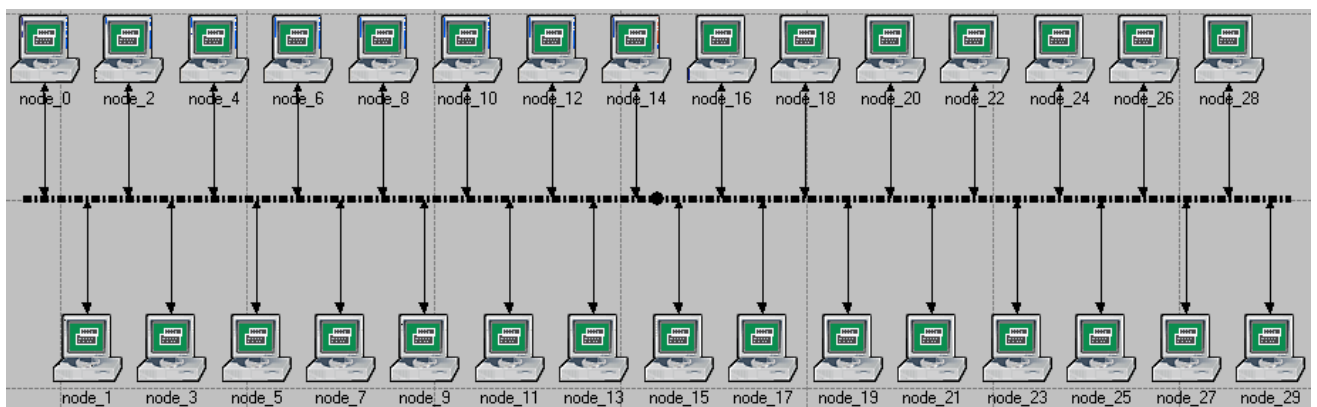 node_0 node_2 node_4 node_6 node_8 node_10 node_12 node_14 node_16 node_18 node_20 node_22 node_24 node_26 node_28
node_1 node_3 node_5 node_7 node_9 node_11 node_13 node_15 node_17 node_19 node_21 node_23 node_25 node_27 node_29